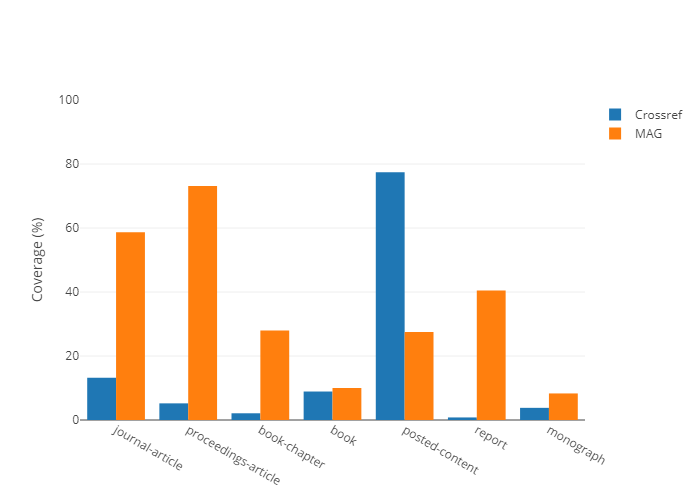 100
80
60
40
20
0
Coverage (%)
journal-article
proceedings-article
book-chapter
book
posted-content
report
monograph
Crossref
MAG